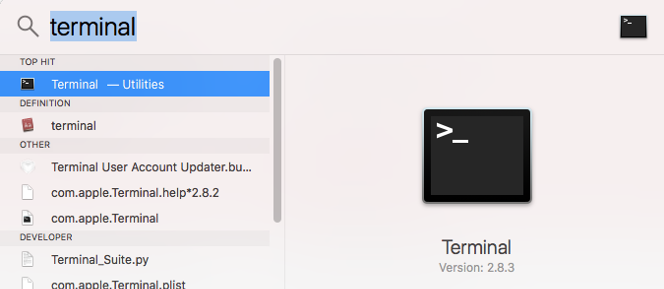 terminal
TOP HIT
Terminal — Utilities
DEFINITION
terminal
OTHER
Terminal User Account Updater.bu...
com.apple.Terminal.help*2.8.2
com.apple.Terminal
DEVELOPER
Terminal_Suite.py
com.apple.Terminal.plist
>_
Terminal
Version: 2.8.3